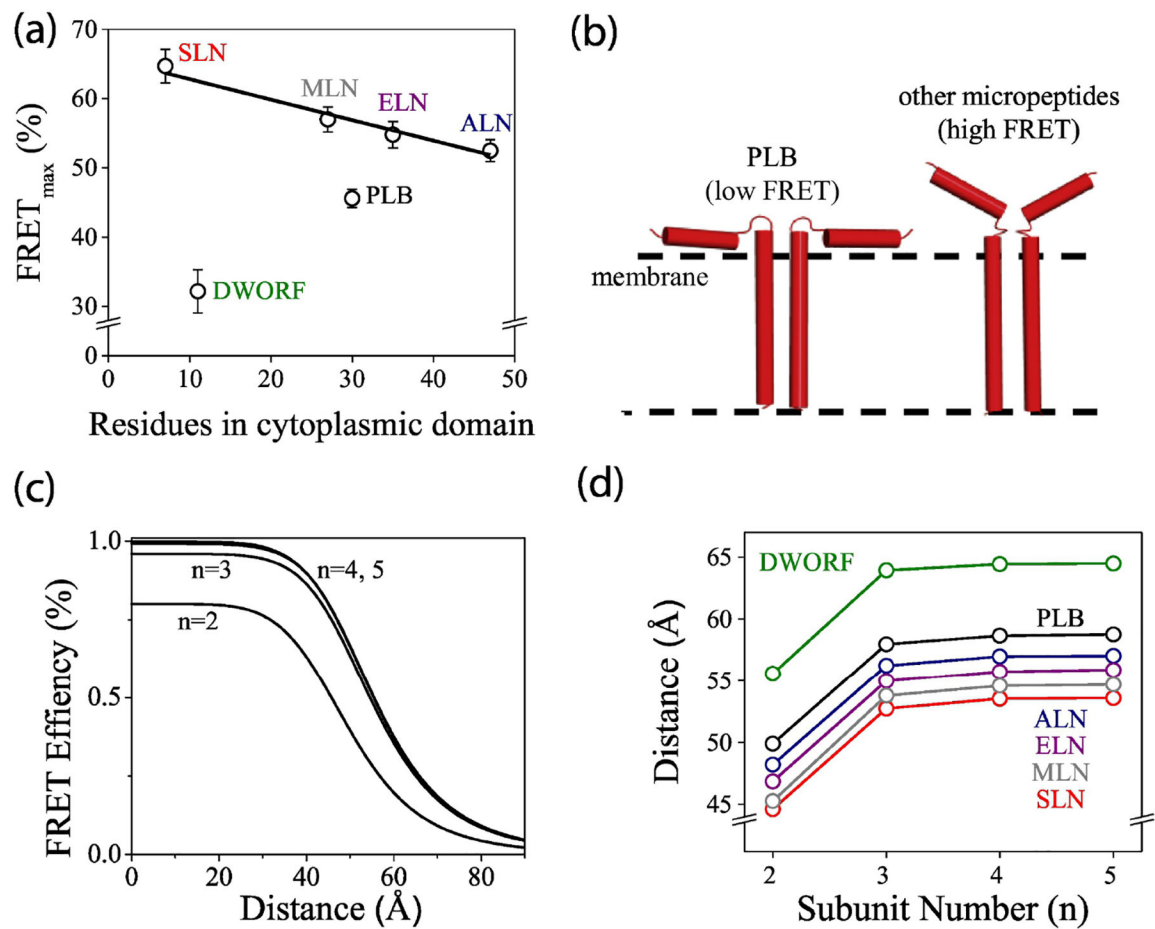 (a)
70
60
50
40
30
0
FRETmax (%)
SLN
MLN
ELN
ALN
PLB
DWORF
0 10 20 30 40 50
Residues in cytoplasmic domain
(b)
other micropeptides
(high FRET)
PLB
(low FRET)
membrane
(c)
1.0
0.5
0.0
FRET Effiency (%)
n=3
n=4, 5
n=2
0 20 40 60 80
Distance (Å)
(d)
65
60
55
50
45
Distance (Å)
DWORF
PLB
ALN
ELN
MLN
SLN
2 3 4 5
Subunit Number (n)